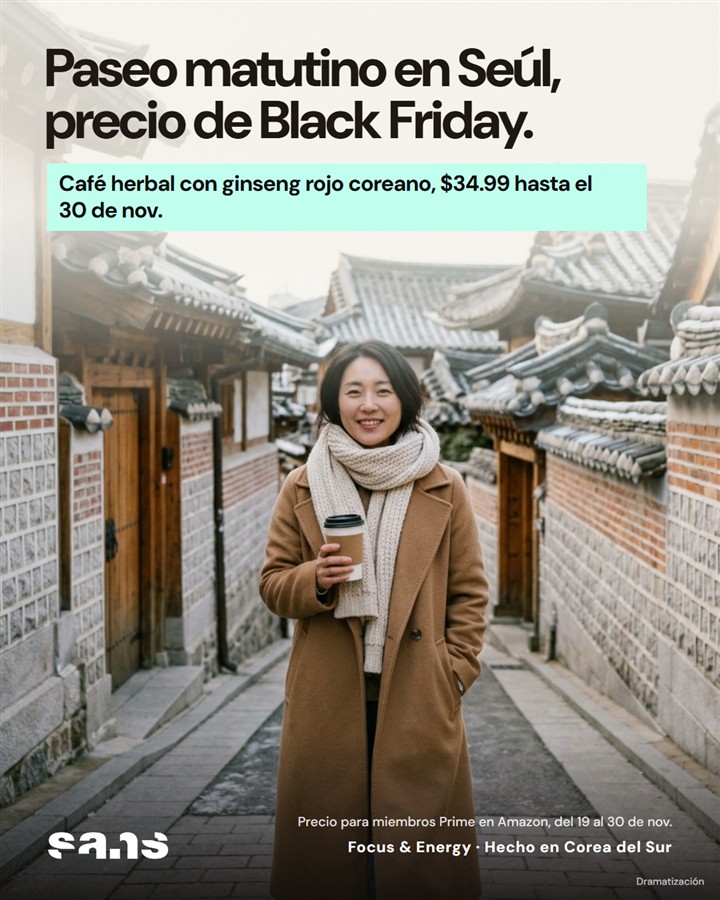 Paseo matutino en Seúl,
precio de Black Friday.
Café herbal con ginseng rojo coreano, $34.99 hasta el
30 de nov.
Precio para miembros Prime en Amazon, del 19 al 30 de nov.
sans
Focus & Energy · Hecho en Corea del Sur
Dramatización